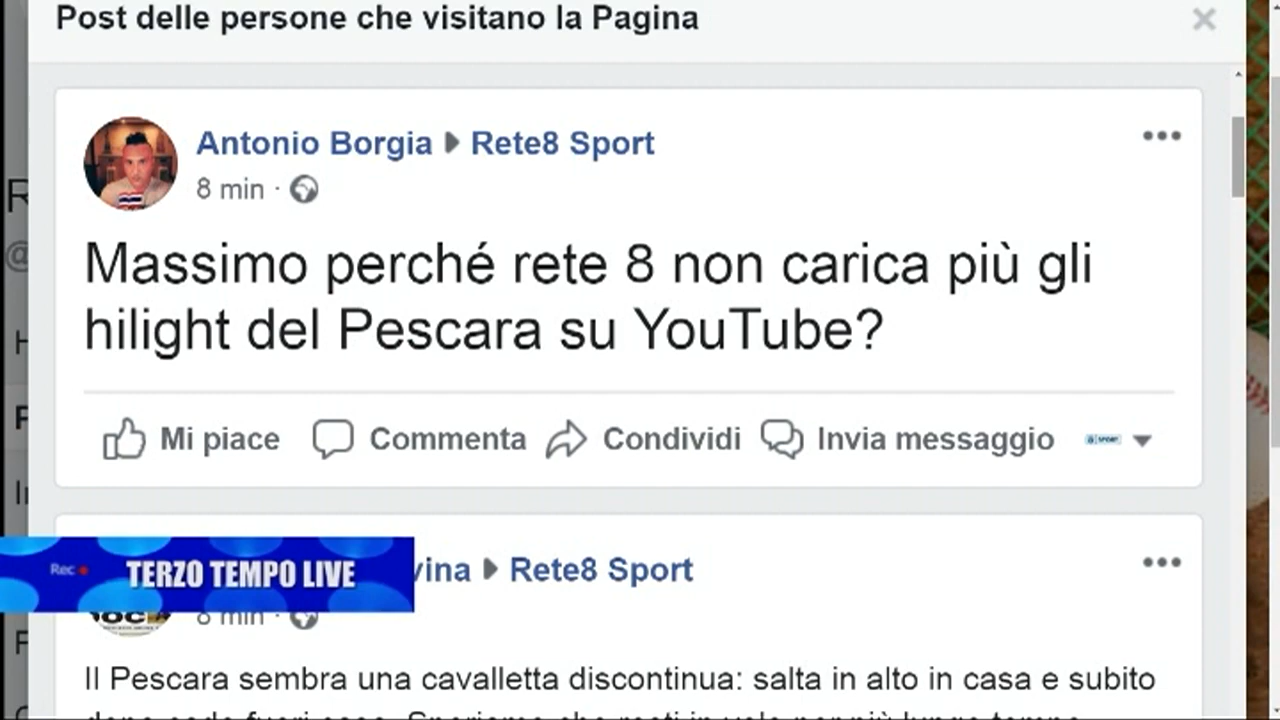 Post delle persone che visitano la Pagina
Antonio Borgia Rete8 Sport
8 min ·
Massimo perché rete 8 non carica più gli
hilight del Pescara su YouTube?
Mi piace Commenta Condividi Invia messaggio
Rec TERZO TEMPO LIVE
vina Rete8 Sport
8 min ·
Il Pescara sembra una cavalletta discontinua: salta in alto in casa e subito